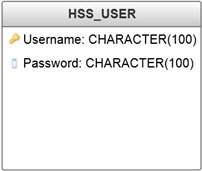 HSS_USER
Username: CHARACTER(100)
Password: CHARACTER(100)